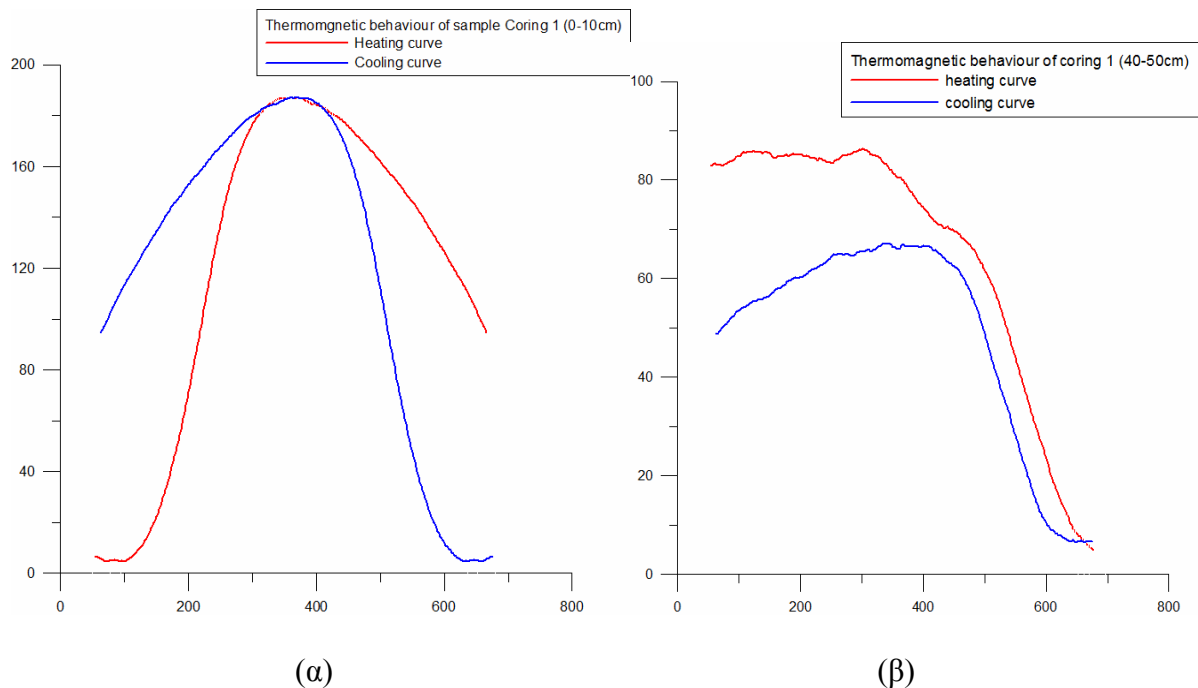 Thermomgnetic behaviour of sample Coring 1 (0-10cm)
Heating curve
Cooling curve
200
160
120
80
40
0
0 200 400 600 800
(α)
Thermomagnetic behaviour of coring 1 (40-50cm)
heating curve
cooling curve
100
80
60
40
20
0
0 200 400 600 800
(β)